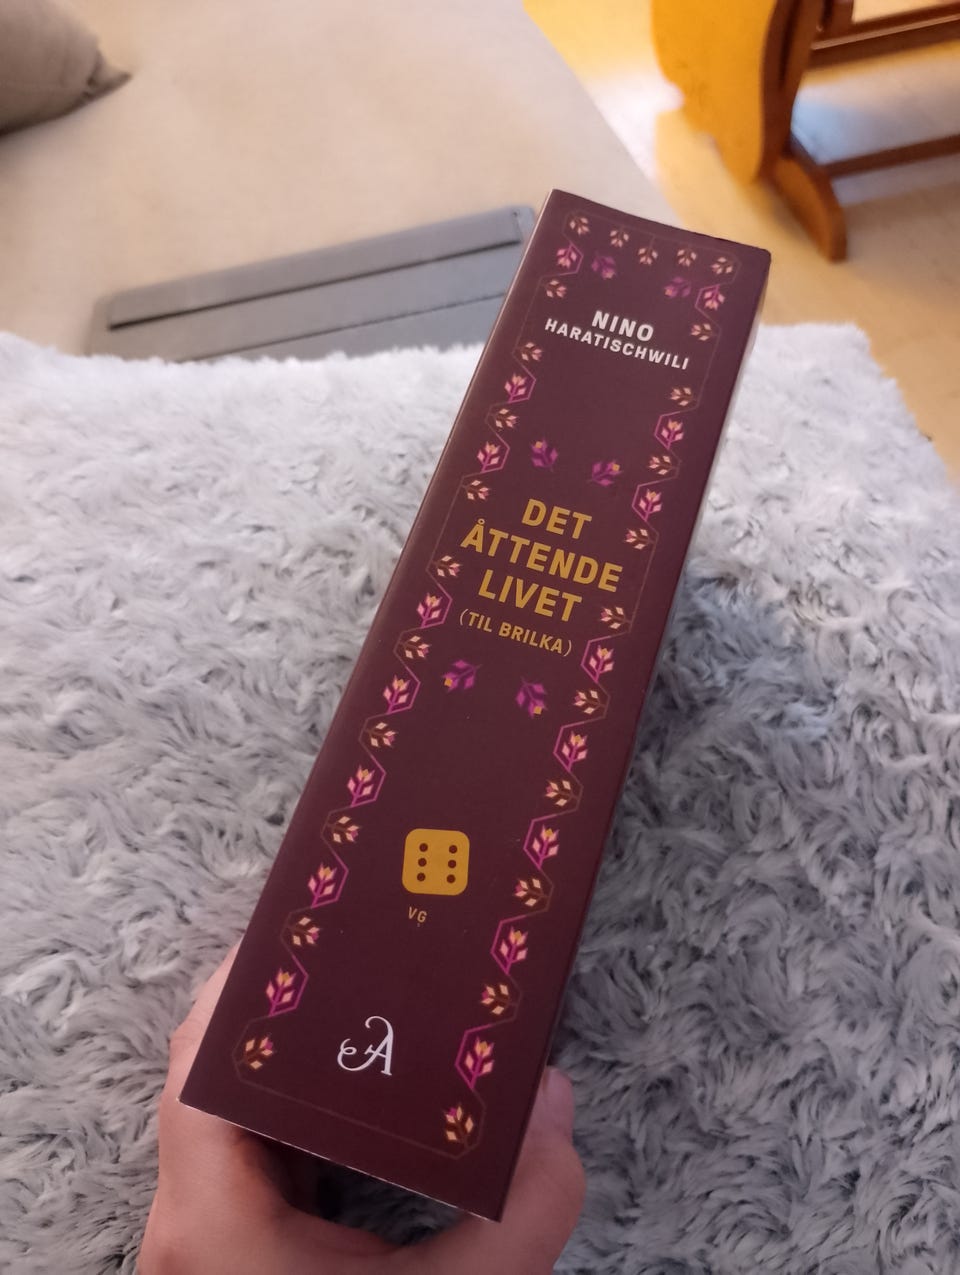 NINO
HARATISCHWILI
DET
ÅTTENDE
LIVET
(TIL BRILKA)
VG
A